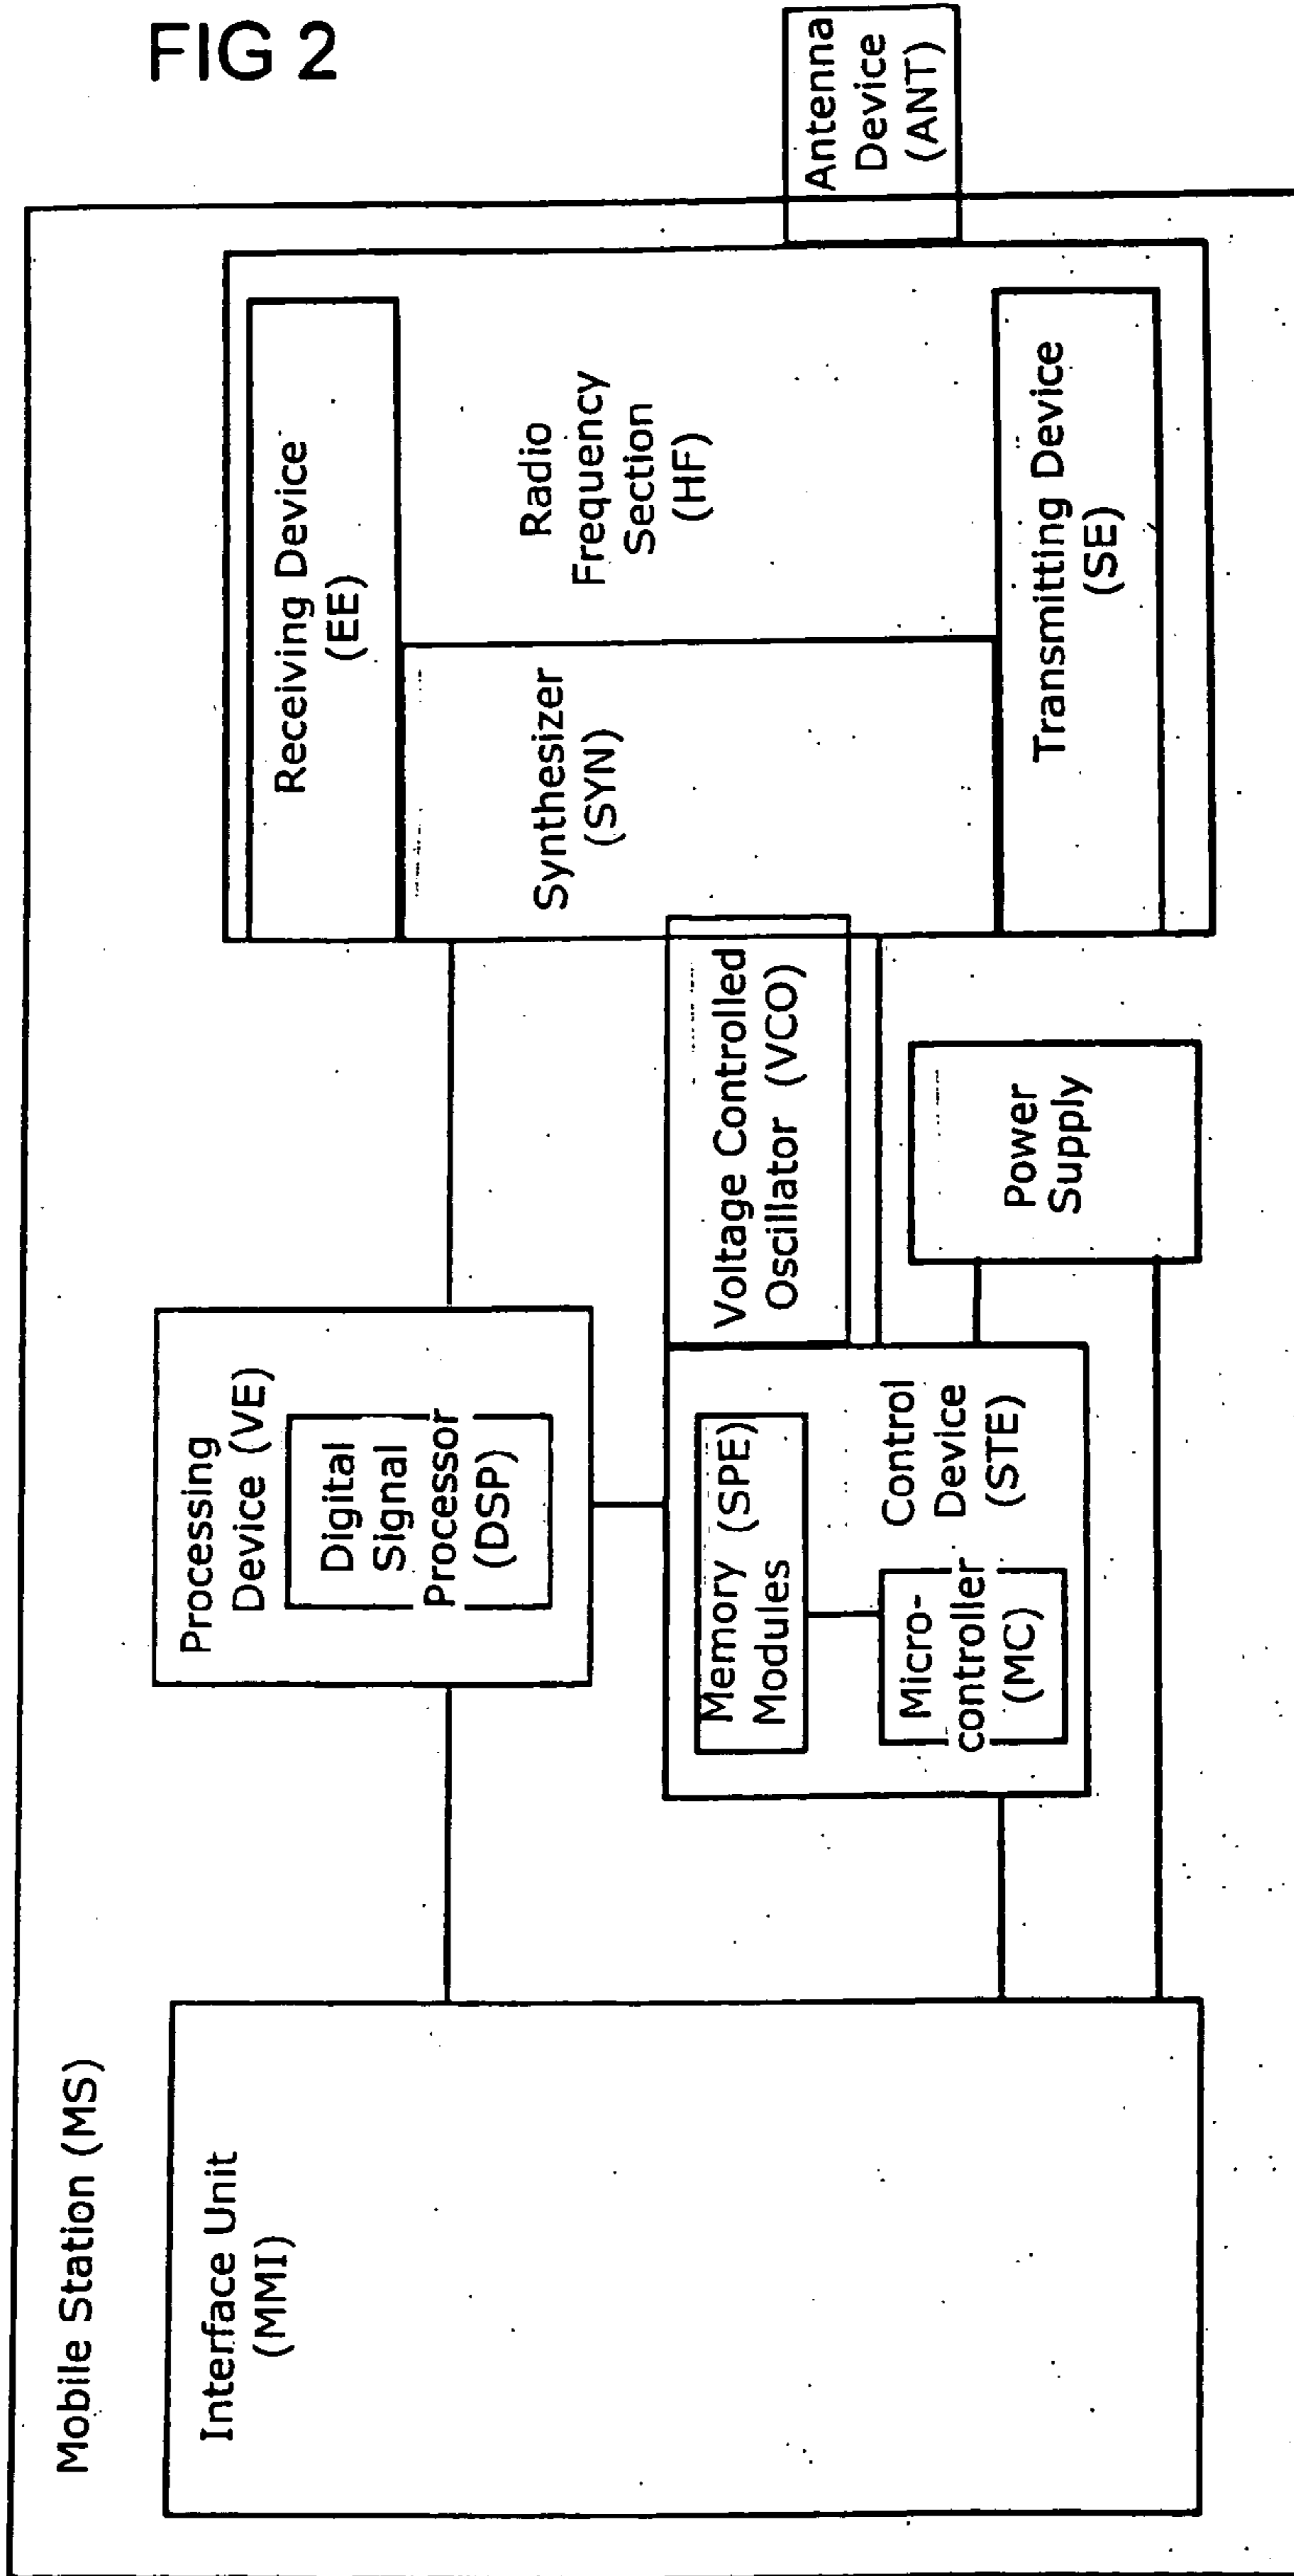 FIG 2
Mobile Station (MS)
Interface Unit
(MMI)
Processing
Device (VE)
Digital
Signal
Processor
(DSP)
Memory (SPE)
Modules
Micro-
controller
(MC)
Control
Device
(STE)
Voltage Controlled
Oscillator (VCO)
Power
Supply
Receiving Device
(EE)
Synthesizer
(SYN)
Radio
Frequency
Section
(HF)
Transmitting Device
(SE)
Antenna
Device
(ANT)